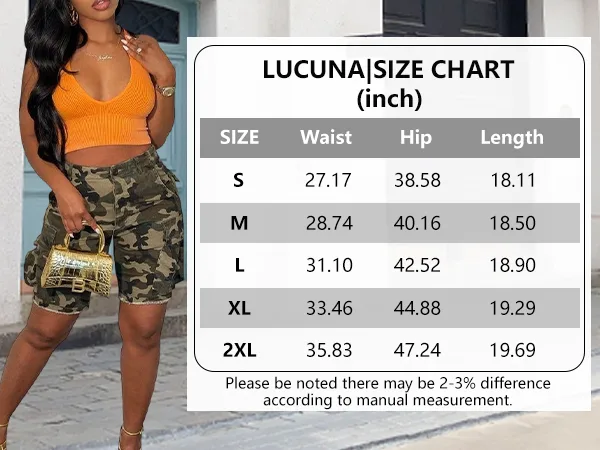 LUCUNA|SIZE CHART
(inch)
SIZE Waist Hip Length
S 27.17 38.58 18.11
M 28.74 40.16 18.50
L 31.10 42.52 18.90
XL 33.46 44.88 19.29
2XL 35.83 47.24 19.69
Please be noted there may be 2-3% difference
according to manual measurement.